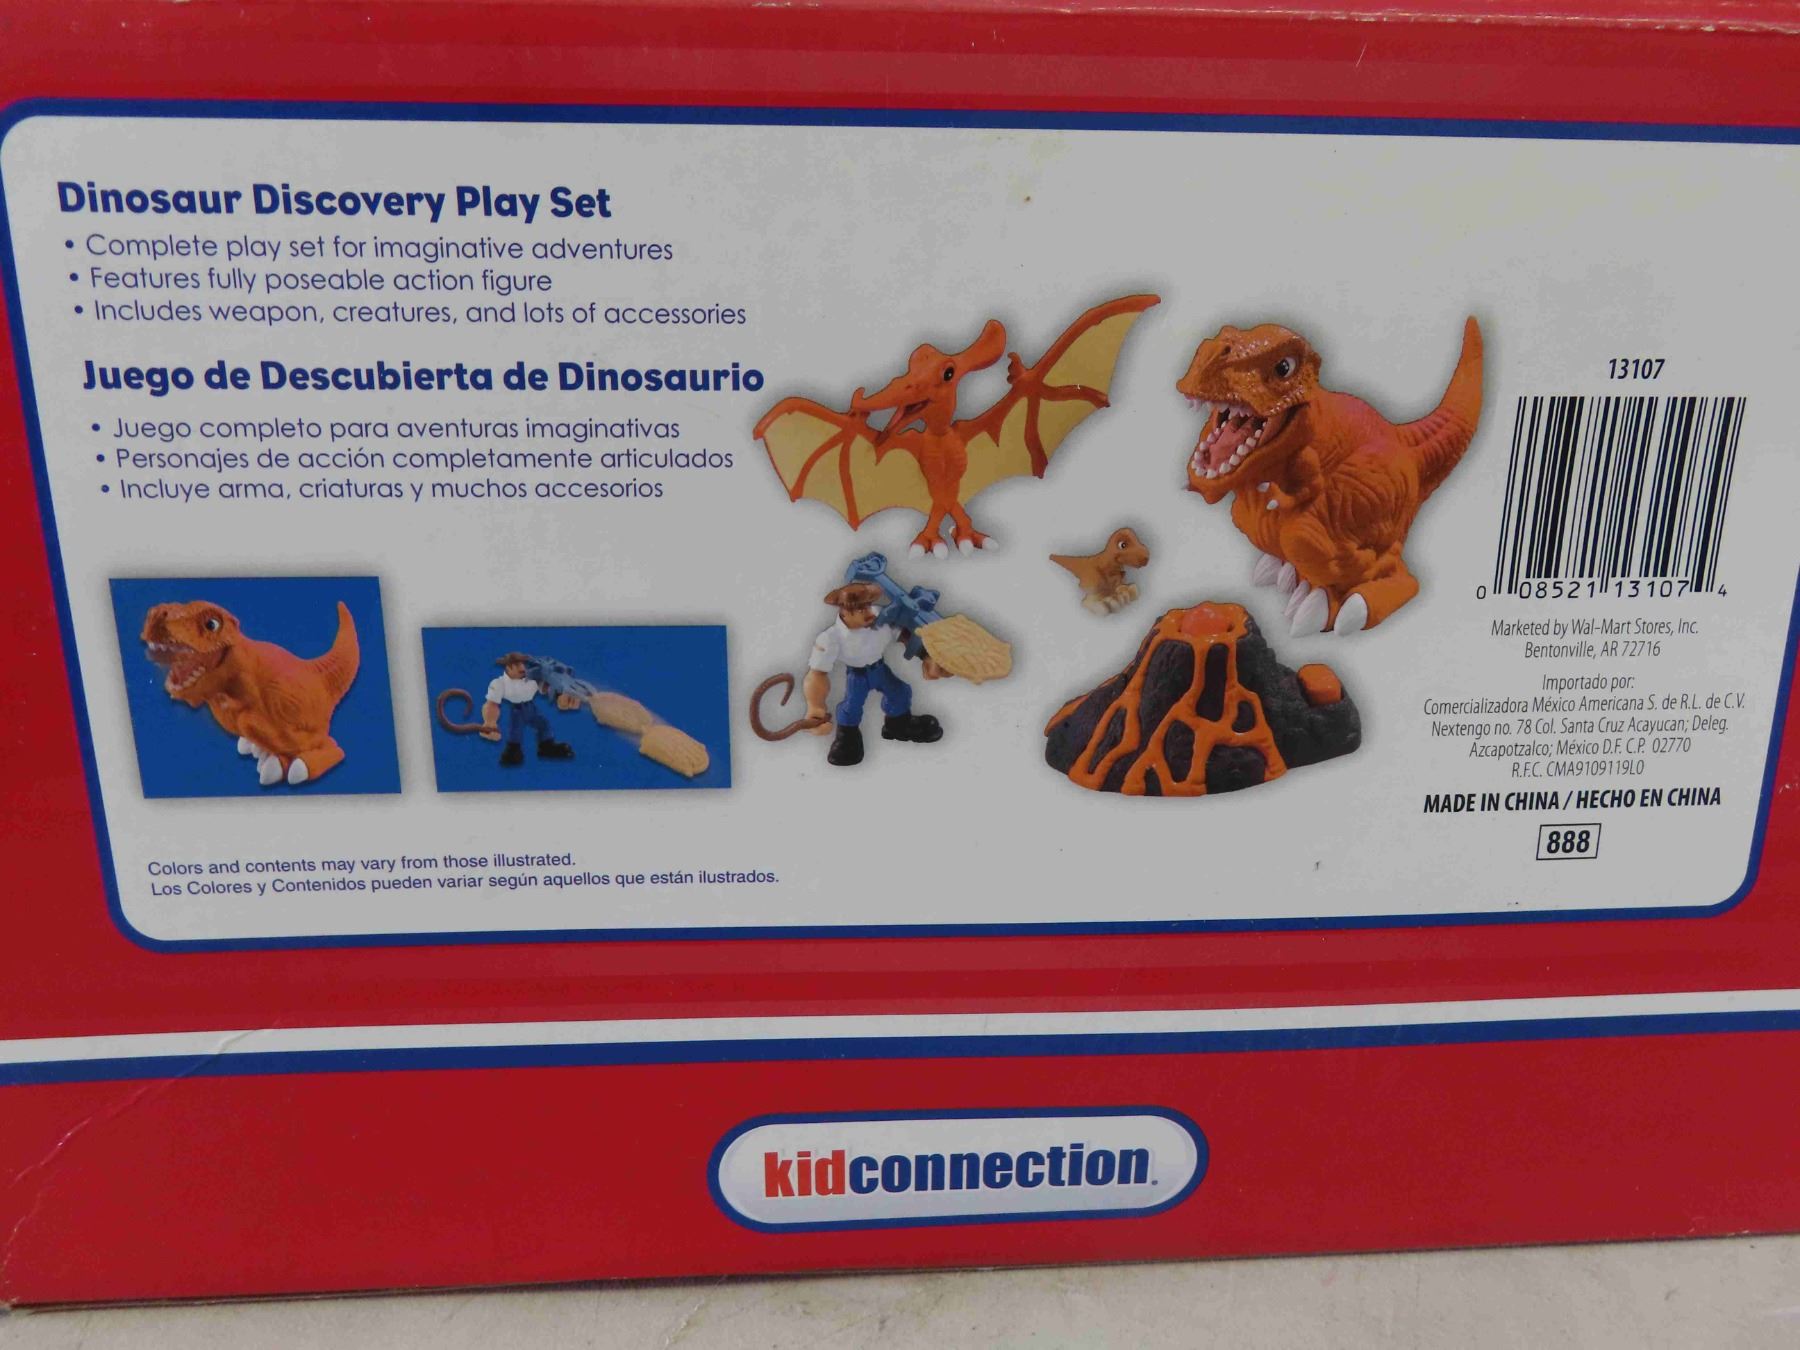 Dinosaur Discovery Play Set
• Complete play set for imaginative adventures
• Features fully poseable action figure
• Includes weapon, creatures, and lots of accessories
Juego de Descubierta de Dinosaurio
• Juego completo para aventuras imaginativas
• Personajes de acción completamente articulados
• Incluye arma, criaturas y muchos accesorios
Colors and contents may vary from those illustrated.
Los Colores y Contenidos pueden variar según aquellos que están ilustrados.
13107
0 08521 13107 4
Marketed by Wal-Mart Stores, Inc.
Bentonville, AR 72716
Importado por:
Comercializadora México Americana S. de R.L. de C.V.
Nextengo no. 78 Col. Santa Cruz Acayucan; Deleg.
Azcapotzalco; México D.F. C.P. 02770
R.F.C. CMA9109119L0
MADE IN CHINA / HECHO EN CHINA
888
kidconnection.